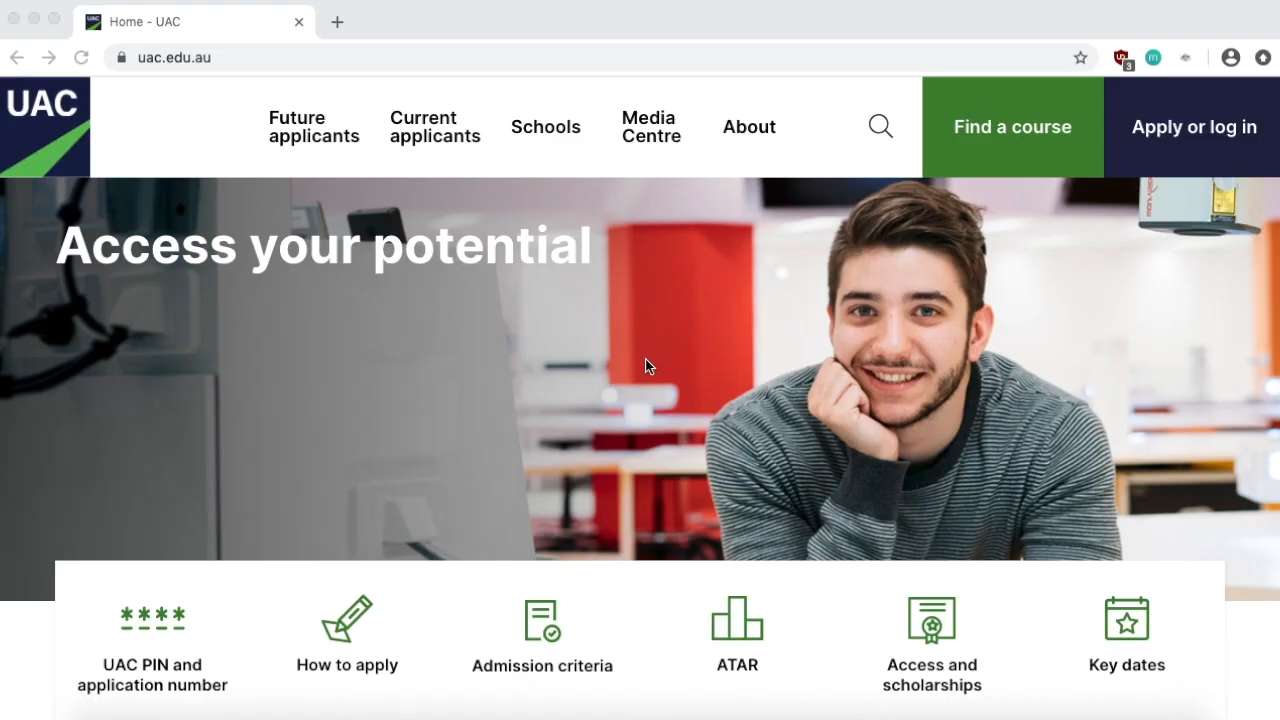 Home - UAC
uac.edu.au
3
UAC
Future
applicants
Current
applicants
Schools
Media
Centre
About
Find a course
Apply or log in
Access your potential
UAC PIN and
application number
How to apply
Admission criteria
ATAR
Access and
scholarships
Key dates